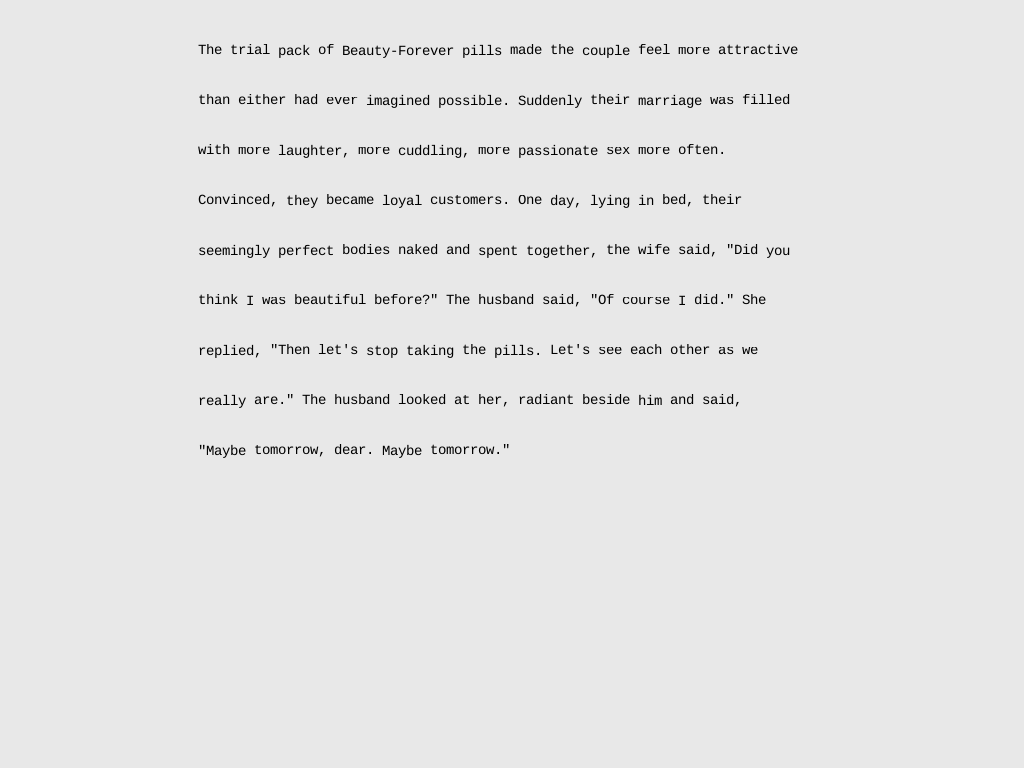 The trial pack of Beauty-Forever pills made the couple feel more attractive
than either had ever imagined possible. Suddenly their marriage was filled
with more laughter, more cuddling, more passionate sex more often.
Convinced, they became loyal customers. One day, lying in bed, their
seemingly perfect bodies naked and spent together, the wife said, "Did you
think I was beautiful before?" The husband said, "Of course I did." She
replied, "Then let's stop taking the pills. Let's see each other as we
really are." The husband looked at her, radiant beside him and said,
"Maybe tomorrow, dear. Maybe tomorrow."